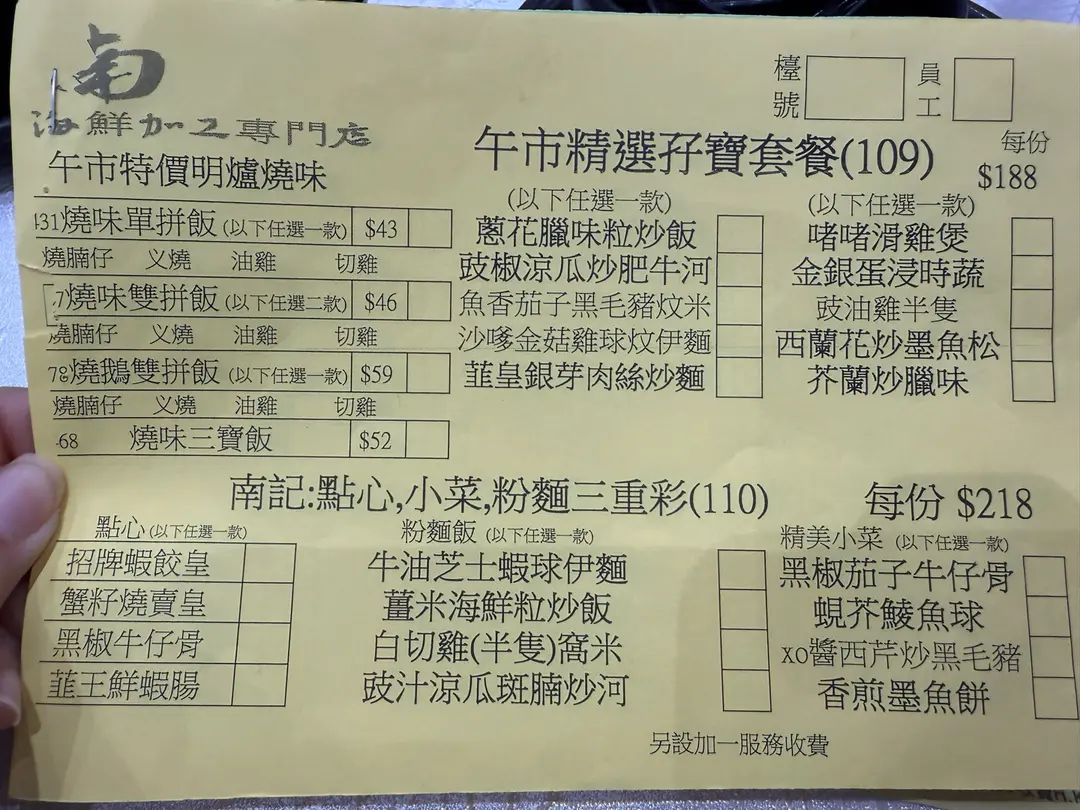 南
海鮮加工專門店
檯號
員工
午市特價明爐燒味
431燒味單拼飯(以下任選一款) $43
燒腩仔 义燒 油雞 切雞
燒味雙拼飯(以下任選二款) $46
燒腩仔 义燒 油雞 切雞
燒鵝雙拼飯(以下任選一款) $59
燒腩仔 义燒 油雞 切雞
燒味三寶飯 $52
午市精選孖寶套餐(109) 每份 $188
(以下任選一款)
蔥花臘味粒炒飯
豉椒涼瓜炒肥牛河
魚香茄子黑毛豬炆米
沙嗲金菇雞球炆伊麵
韮皇銀芽肉絲炒麵
(以下任選一款)
啫啫滑雞煲
金銀蛋浸時蔬
豉油雞半隻
西蘭花炒墨魚松
芥蘭炒臘味
南記:點心,小菜,粉麵三重彩(110) 每份 $218
點心(以下任選一款)
招牌蝦餃皇
蟹籽燒賣皇
黑椒牛仔骨
韮王鮮蝦腸
粉麵飯 (以下任選一款)
牛油芝士蝦球伊麵
薑米海鮮粒炒飯
白切雞(半隻)窩米
豉汁涼瓜斑腩炒河
精美小菜 (以下任選一款)
黑椒茄子牛仔骨
蜆芥鯪魚球
xo醬西芹炒黑毛豬
香煎墨魚餅
另設加一服務收費